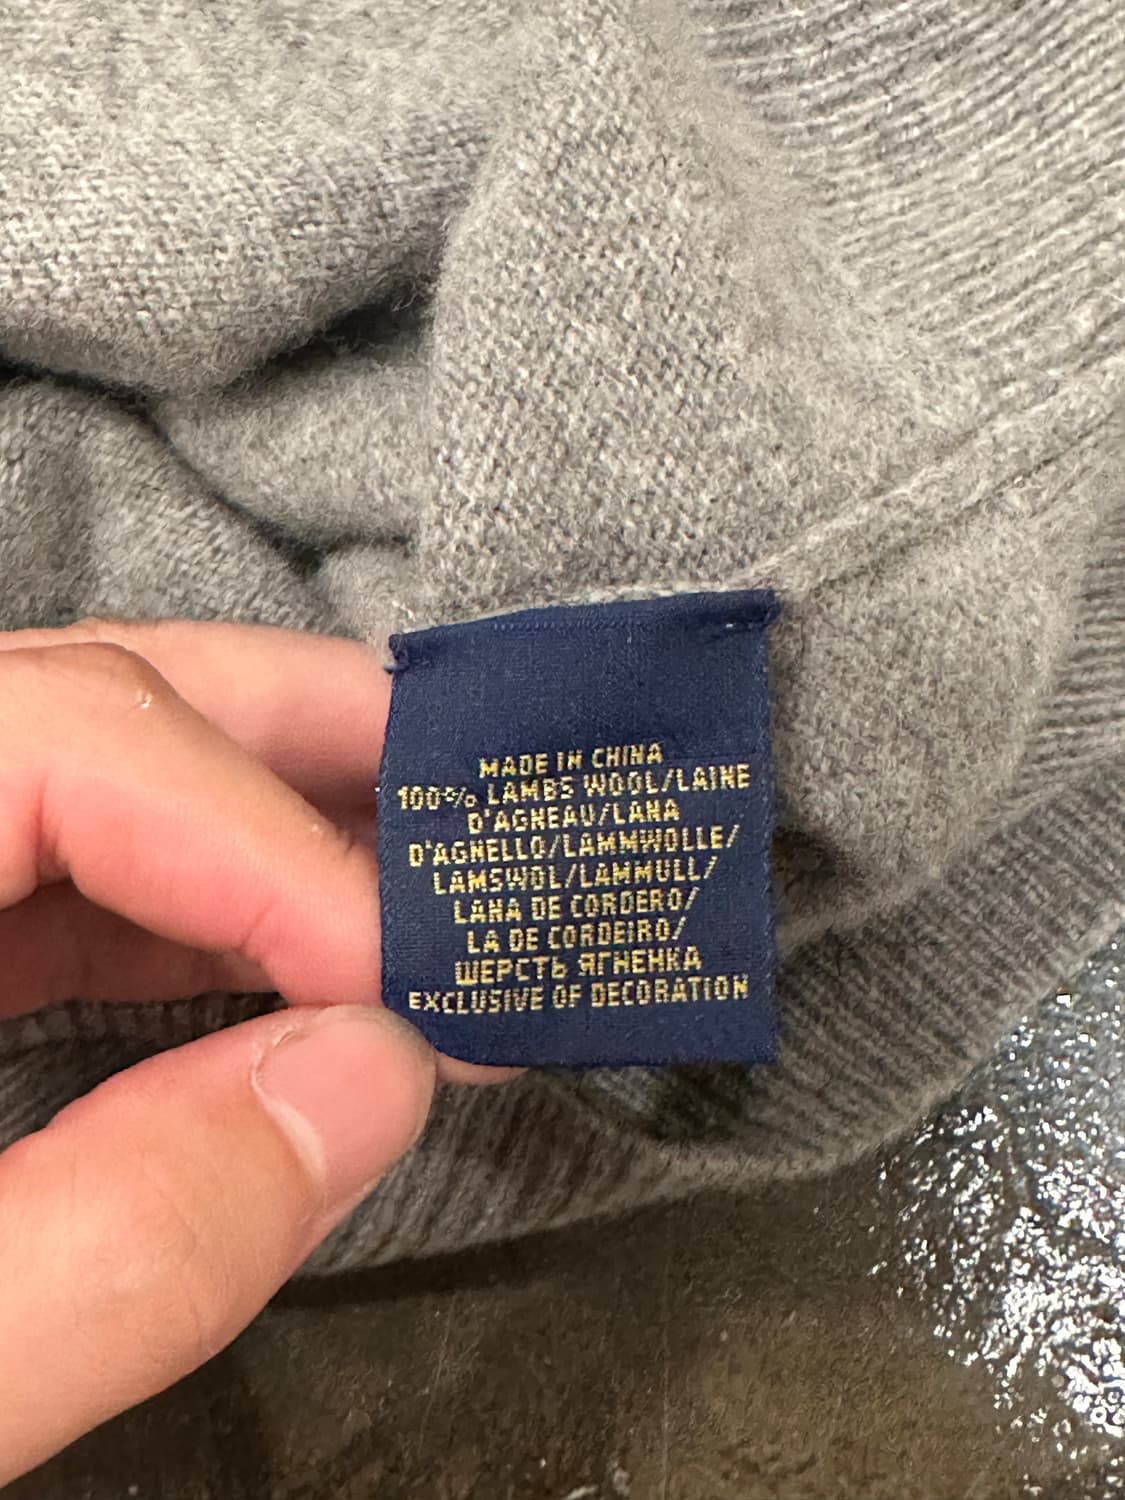 MADE IN CHINA
100% LAMBS WOOL/LAINE
D'AGNEAU/LANA
D'AGNELLO/LAMMWOLLE/
LAMSWOL/LAMMULL/
LANA DE CORDERO/
LA DE CORDEIRO/
ШЕРСТЬ ЯГНЕНКА
EXCLUSIVE OF DECORATION